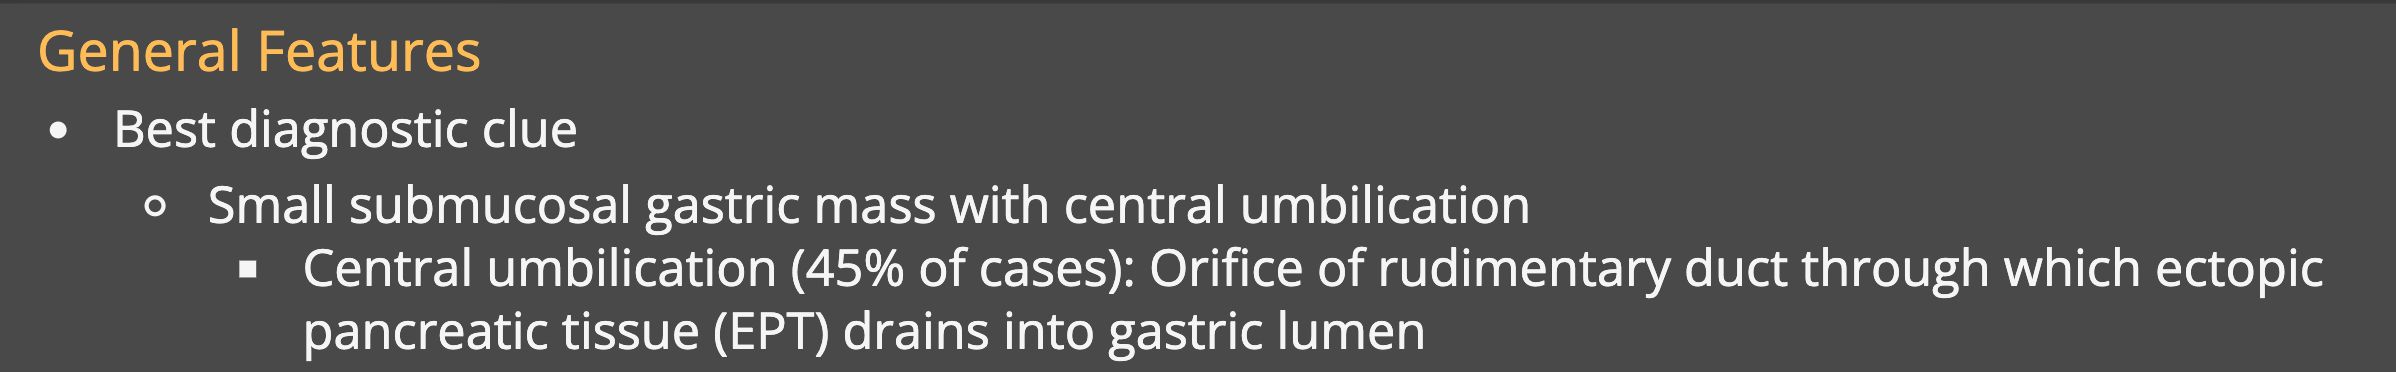 General Features
• Best diagnostic clue
○ Small submucosal gastric mass with central umbilication
▪ Central umbilication (45% of cases): Orifice of rudimentary duct through which ectopic
pancreatic tissue (EPT) drains into gastric lumen